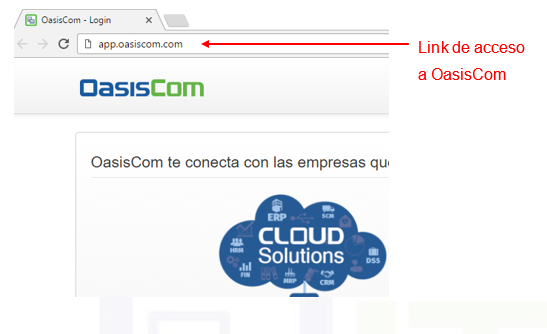 OasisCom - Login
app.oasiscom.com
Link de acceso
a OasisCom
OasisCom
OasisCom te conecta con las empresas qu
ERP
SCM
HRM
CLOUD
Solutions
DSS
FIN
MRP
CRM